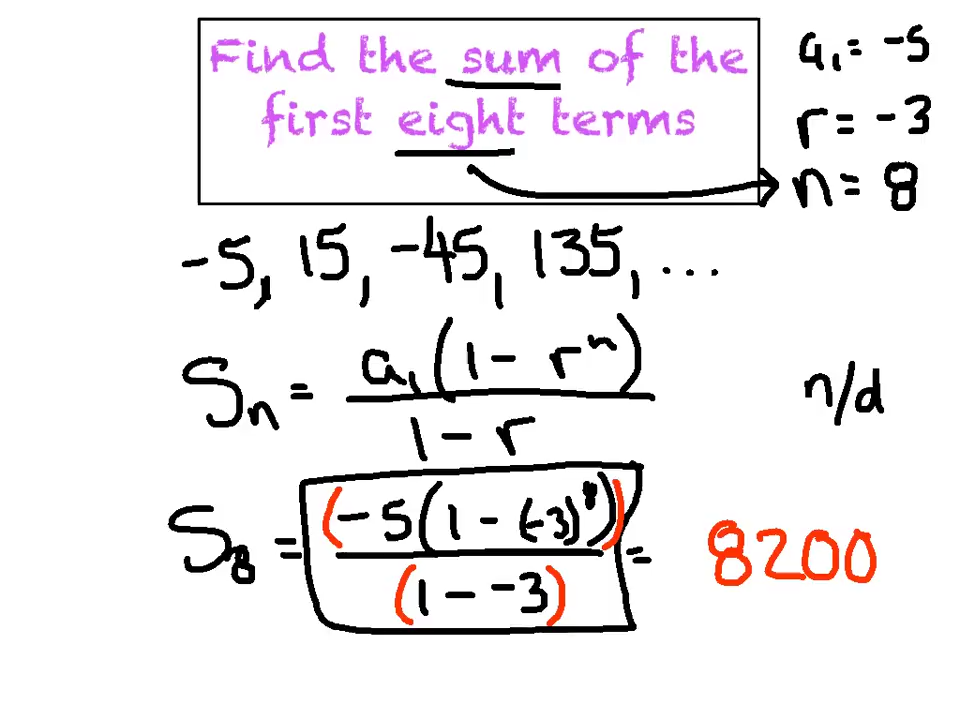 Find the sum of the
first eight terms
a₁ = -5
r = -3
n = 8
-5, 15, -45, 135, ...
Sₙ = a₁(1 - rⁿ) / 1 - r
n/d
S₈ = (-5(1 - (-3)⁸)) / (1 - -3) = 8200